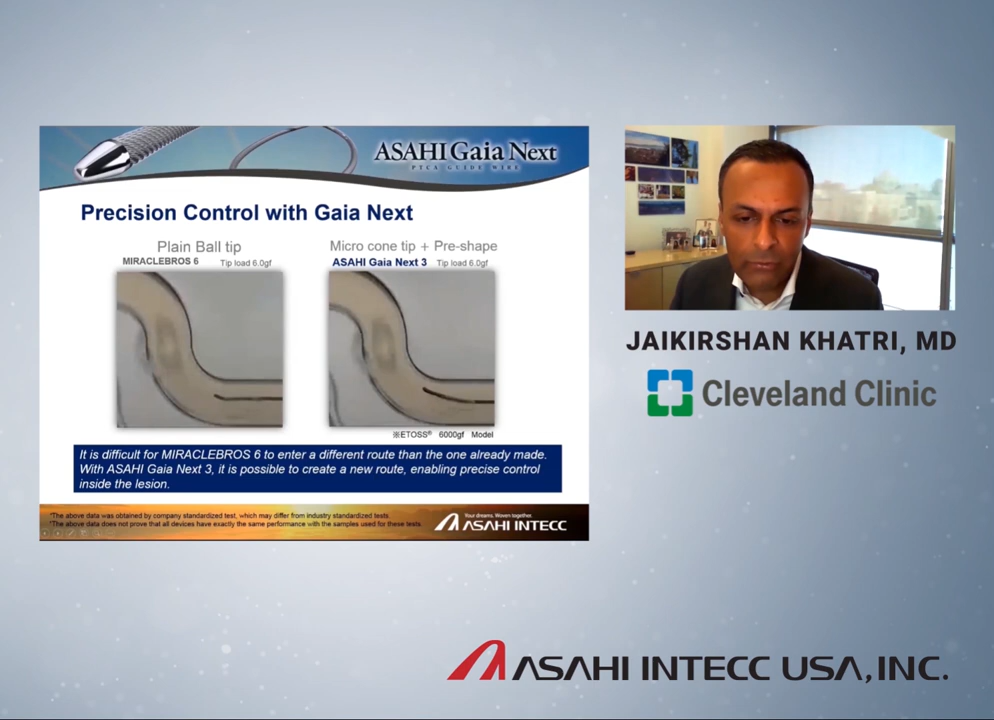 ASAHI Gaia Next
PTCA GUIDE WIRE
Precision Control with Gaia Next
Plain Ball tip
MIRACLEBROS 6 Tip load 6.0gf
Micro cone tip + Pre-shape
ASAHI Gaia Next 3 Tip load 6.0gf
※ETOSS® 6000gf Model
It is difficult for MIRACLEBROS 6 to enter a different route than the one already made.
With ASAHI Gaia Next 3, it is possible to create a new route, enabling precise control
inside the lesion.
*The above data was obtained by company standardized test, which may differ from industry standardized tests.
*The above data does not prove that all devices have exactly the same performance with the samples used for these tests.
Your dreams. Woven together.
ASAHI INTECC
JAIKIRSHAN KHATRI, MD
Cleveland Clinic
ASAHI INTECC USA, INC.